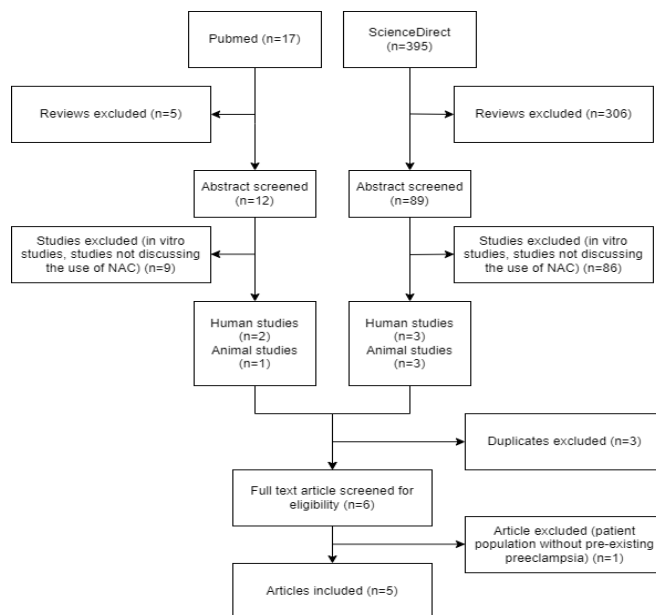 Pubmed (n=17)
ScienceDirect
(n=395)
Reviews excluded (n=5)
Reviews excluded (n=306)
Abstract screened
(n=12)
Abstract screened
(n=89)
Studies excluded (in vitro
studies, studies not discussing
the use of NAC) (n=9)
Studies excluded (in vitro
studies, studies not discussing
the use of NAC) (n=86)
Human studies
(n=2)
Animal studies
(n=1)
Human studies
(n=3)
Animal studies
(n=3)
Duplicates excluded (n=3)
Full text article screened for
eligibility (n=6)
Article excluded (patient
population without pre-existing
preeclampsia) (n=1)
Articles included (n=5)